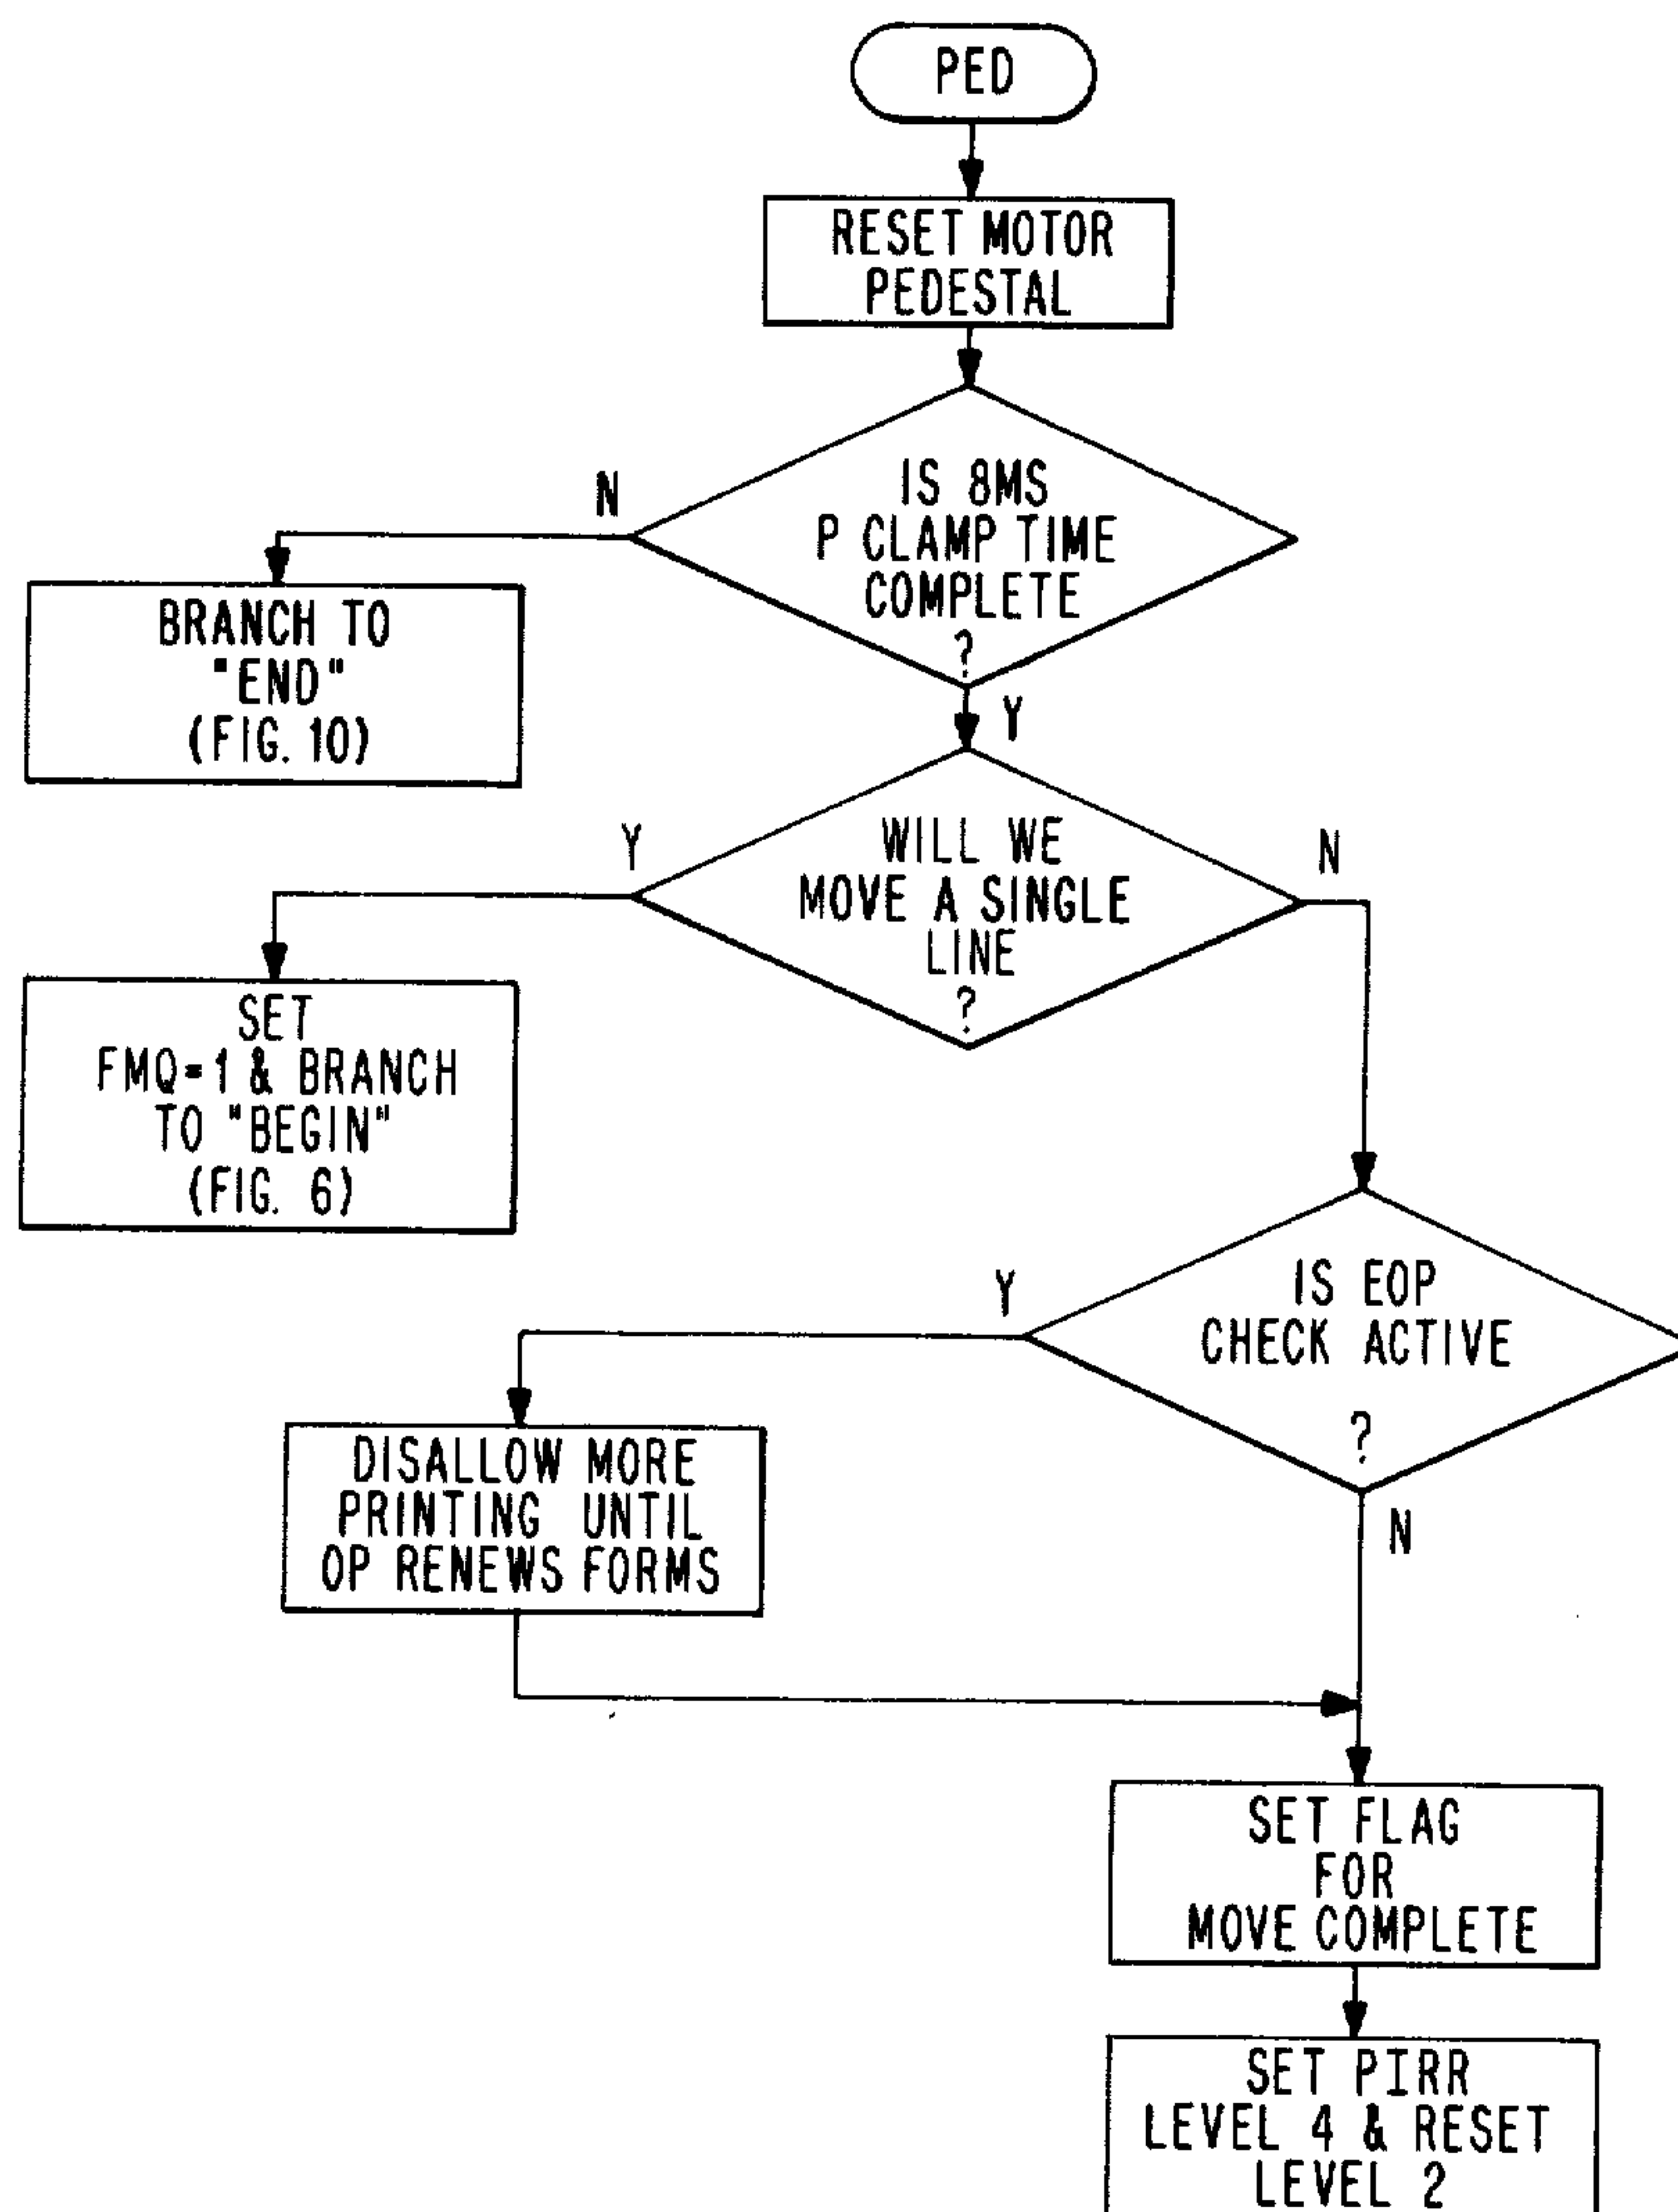 PED
RESET MOTOR
PEDESTAL
IS 8MS
P CLAMP TIME
COMPLETE
?
N
Y
BRANCH TO
"END"
(FIG. 10)
WILL WE
MOVE A SINGLE
LINE
?
Y
N
SET
FMQ=1 & BRANCH
TO "BEGIN"
(FIG. 6)
IS EOP
CHECK ACTIVE
?
Y
N
DISALLOW MORE
PRINTING UNTIL
OP RENEWS FORMS
SET FLAG
FOR
MOVE COMPLETE
SET PIRR
LEVEL 4 & RESET
LEVEL 2